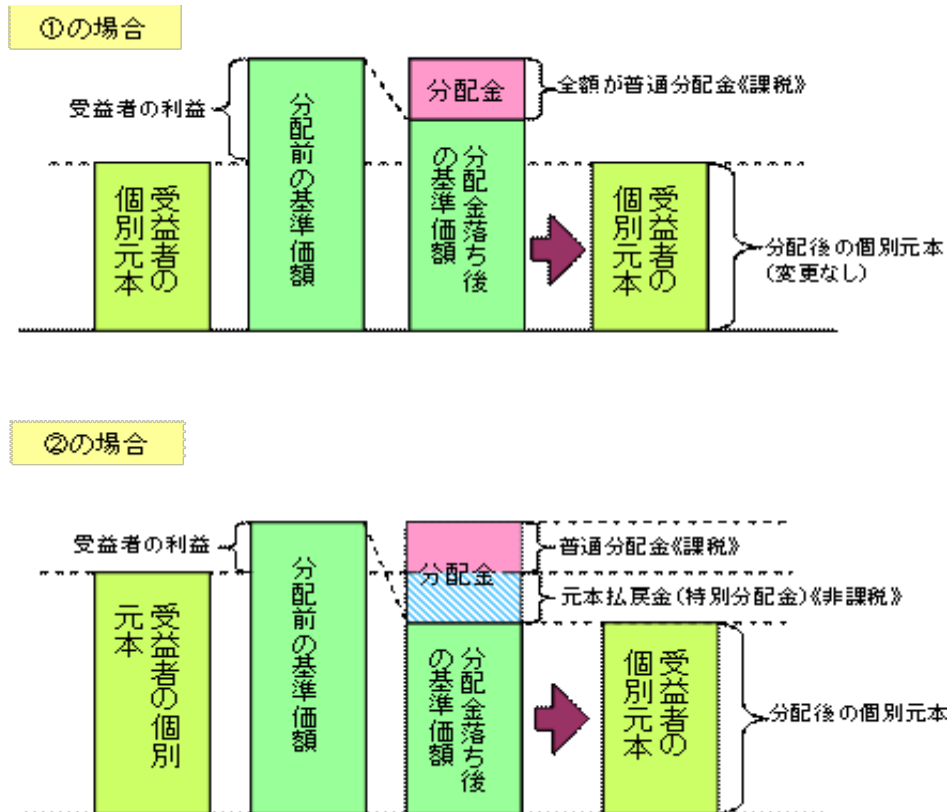 ①の場合
受益者の利益
分配金
全額が普通分配金《課税》
受益者の
個別元本
分配前の基準価額
分配金落ち後
の基準価額
受益者の
個別元本
分配後の個別元本
(変更なし)
②の場合
受益者の利益
分配金
普通分配金《課税》
元本払戻金(特別分配金)《非課税》
受益者の個別
元本
分配前の基準価額
分配金落ち後
の基準価額
受益者の
個別元本
分配後の個別元本